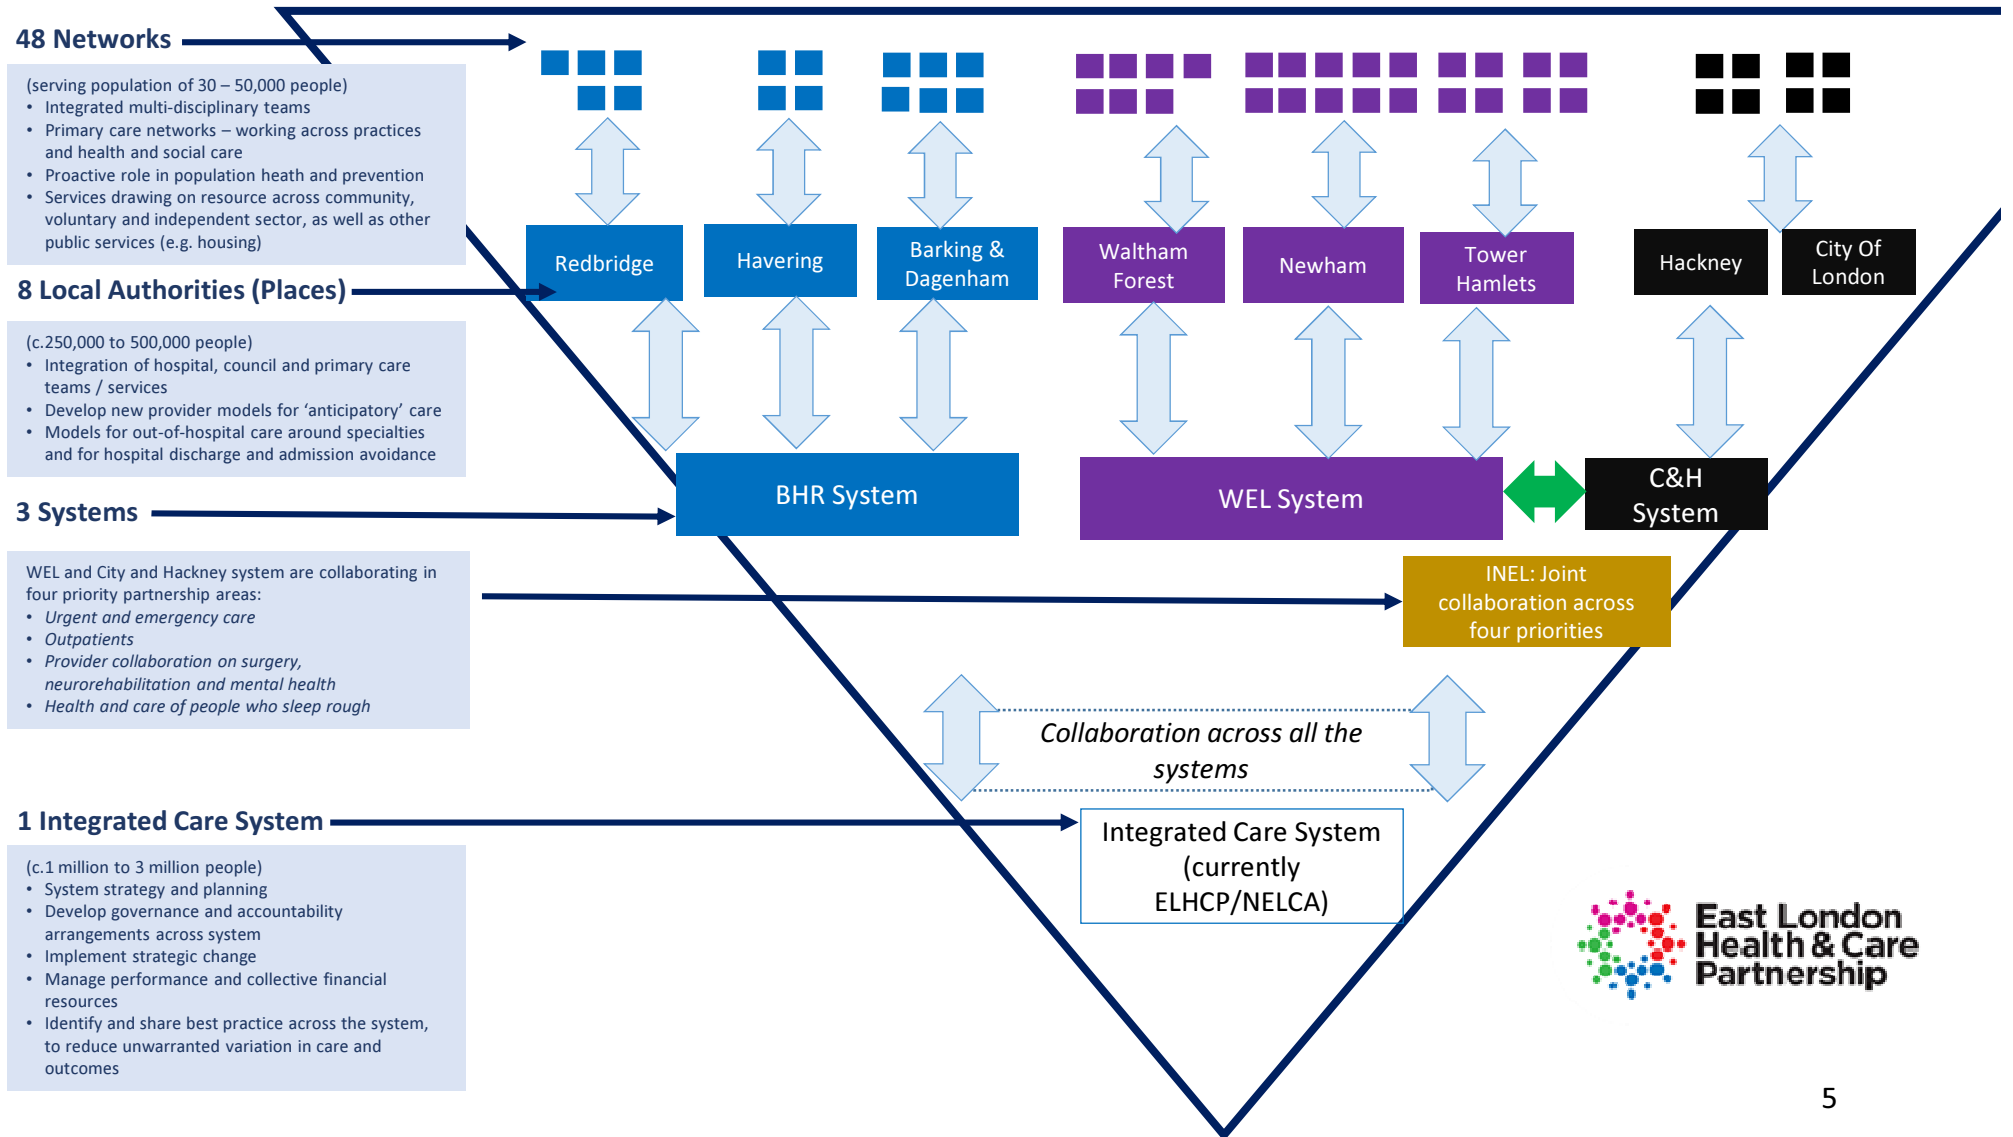 48 Networks
(serving population of 30 – 50,000 people)
• Integrated multi-disciplinary teams
• Primary care networks – working across practices
and health and social care
• Proactive role in population heath and prevention
• Services drawing on resource across community,
voluntary and independent sector, as well as other
public services (e.g. housing)
8 Local Authorities (Places)
(c.250,000 to 500,000 people)
• Integration of hospital, council and primary care
teams / services
• Develop new provider models for ‘anticipatory’ care
• Models for out-of-hospital care around specialties
and for hospital discharge and admission avoidance
3 Systems
WEL and City and Hackney system are collaborating in
four priority partnership areas:
• Urgent and emergency care
• Outpatients
• Provider collaboration on surgery,
neurorehabilitation and mental health
• Health and care of people who sleep rough
1 Integrated Care System
(c.1 million to 3 million people)
• System strategy and planning
• Develop governance and accountability
arrangements across system
• Implement strategic change
• Manage performance and collective financial
resources
• Identify and share best practice across the system,
to reduce unwarranted variation in care and
outcomes
Redbridge
Havering
Barking &
Dagenham
Waltham
Forest
Newham
Tower
Hamlets
Hackney
City Of
London
BHR System
WEL System
C&H
System
INEL: Joint
collaboration across
four priorities
Collaboration across all the
systems
Integrated Care System
(currently
ELHCP/NELCA)
East London
Health & Care
Partnership
5